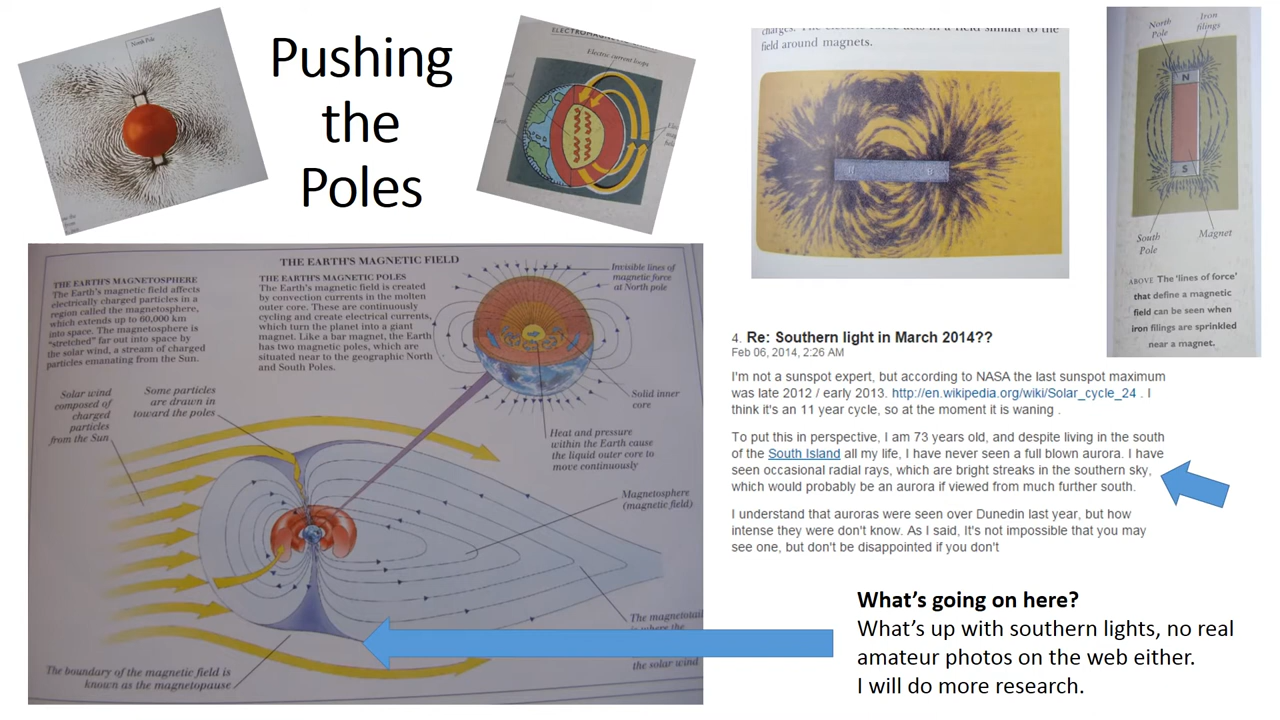 Pushing
the
Poles
North Pole
ELECTROMAGNETIC
Electric current loops
field around magnets.
North
Pole
Iron
filings
N
S
South
Pole
Magnet
ABOVE The 'lines of force'
that define a magnetic
field can be seen when
iron filings are sprinkled
near a magnet.
THE EARTH'S MAGNETIC FIELD
THE EARTH'S MAGNETOSPHERE
The Earth's magnetic field affects
electrically charged particles in a
region called the magnetosphere,
which extends up to 60,000 km
into space. The magnetosphere is
"stretched" far out into space by
the solar wind, a stream of charged
particles emanating from the Sun.
THE EARTH'S MAGNETIC POLES
The Earth's magnetic field is created
by convection currents in the molten
outer core. These are continuously
cycling and create electrical currents,
which turn the planet into a giant
magnet. Like a bar magnet, the Earth
has two magnetic poles, which are
situated near to the geographic North
and South Poles.
Invisible lines of
magnetic force
at North pole
Solar wind
composed of
charged
particles
from the Sun
Some particles
are drawn in
toward the poles
Solid inner
core
Heat and pressure
within the Earth cause
the liquid outer core to
move continuously
Magnetosphere
(magnetic field)
The magnetotail
is where the
the solar wind
The boundary of the magnetic field is
known as the magnetopause
4. Re: Southern light in March 2014??
Feb 06, 2014, 2:26 AM
I'm not a sunspot expert, but according to NASA the last sunspot maximum
was late 2012 / early 2013. http://en.wikipedia.org/wiki/Solar_cycle_24 . I
think it's an 11 year cycle, so at the moment it is waning .
To put this in perspective, I am 73 years old, and despite living in the south
of the South Island all my life, I have never seen a full blown aurora. I have
seen occasional radial rays, which are bright streaks in the southern sky,
which would probably be an aurora if viewed from much further south.
I understand that auroras were seen over Dunedin last year, but how
intense they were don't know. As I said, It's not impossible that you may
see one, but don't be disappointed if you don't
What's going on here?
What's up with southern lights, no real
amateur photos on the web either.
I will do more research.